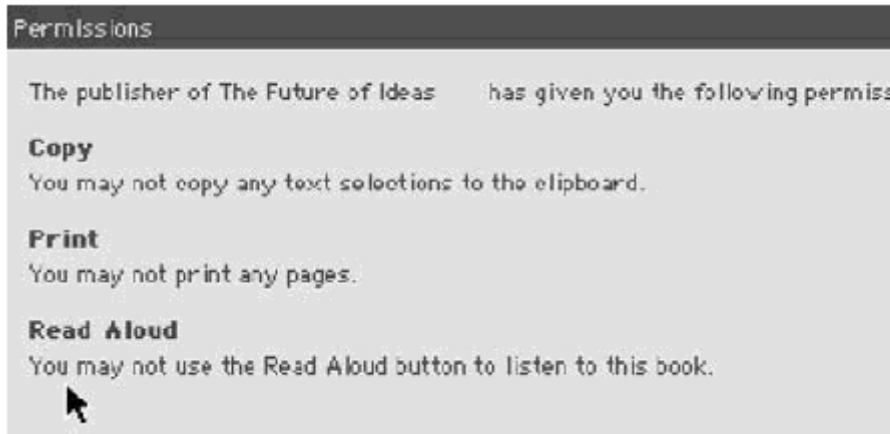 Permissions
The publisher of The Future of Ideas has given you the following permiss
Copy
You may not copy any text selections to the clipboard.
Print
You may not print any pages.
Read Aloud
You may not use the Read Aloud button to listen to this book.